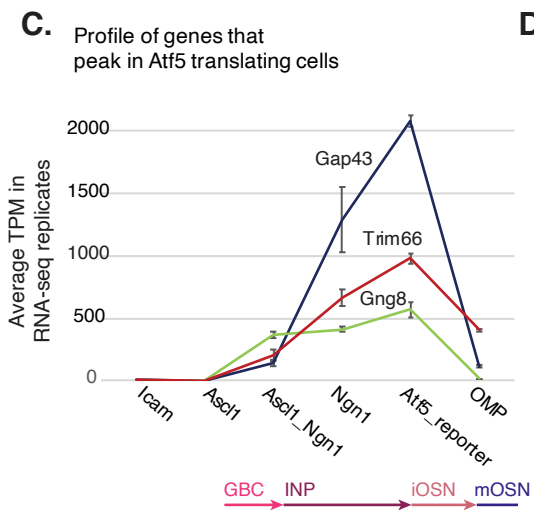 C.
Profile of genes that
peak in Atf5 translating cells
D
Average TPM in
RNA-seq replicates
2000
1500
1000
500
0
Gap43
Trim66
Gng8
Icam
Ascl1
Ascl1_Ngn1
Ngn1
Atf5_reporter
OMP
GBC
INP
iOSN
mOSN